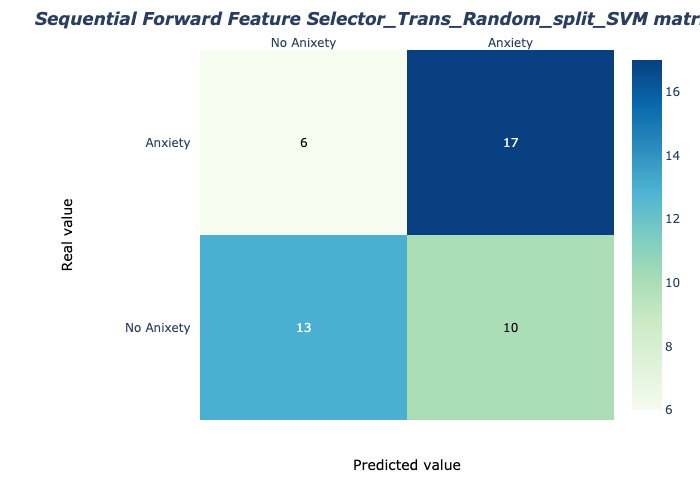 Sequential Forward Feature Selector_Trans_Random_split_SVM matr
No Anixety Anxiety
Anxiety 6 17
No Anixety 13 10
Real value
Predicted value
16
14
12
10
8
6